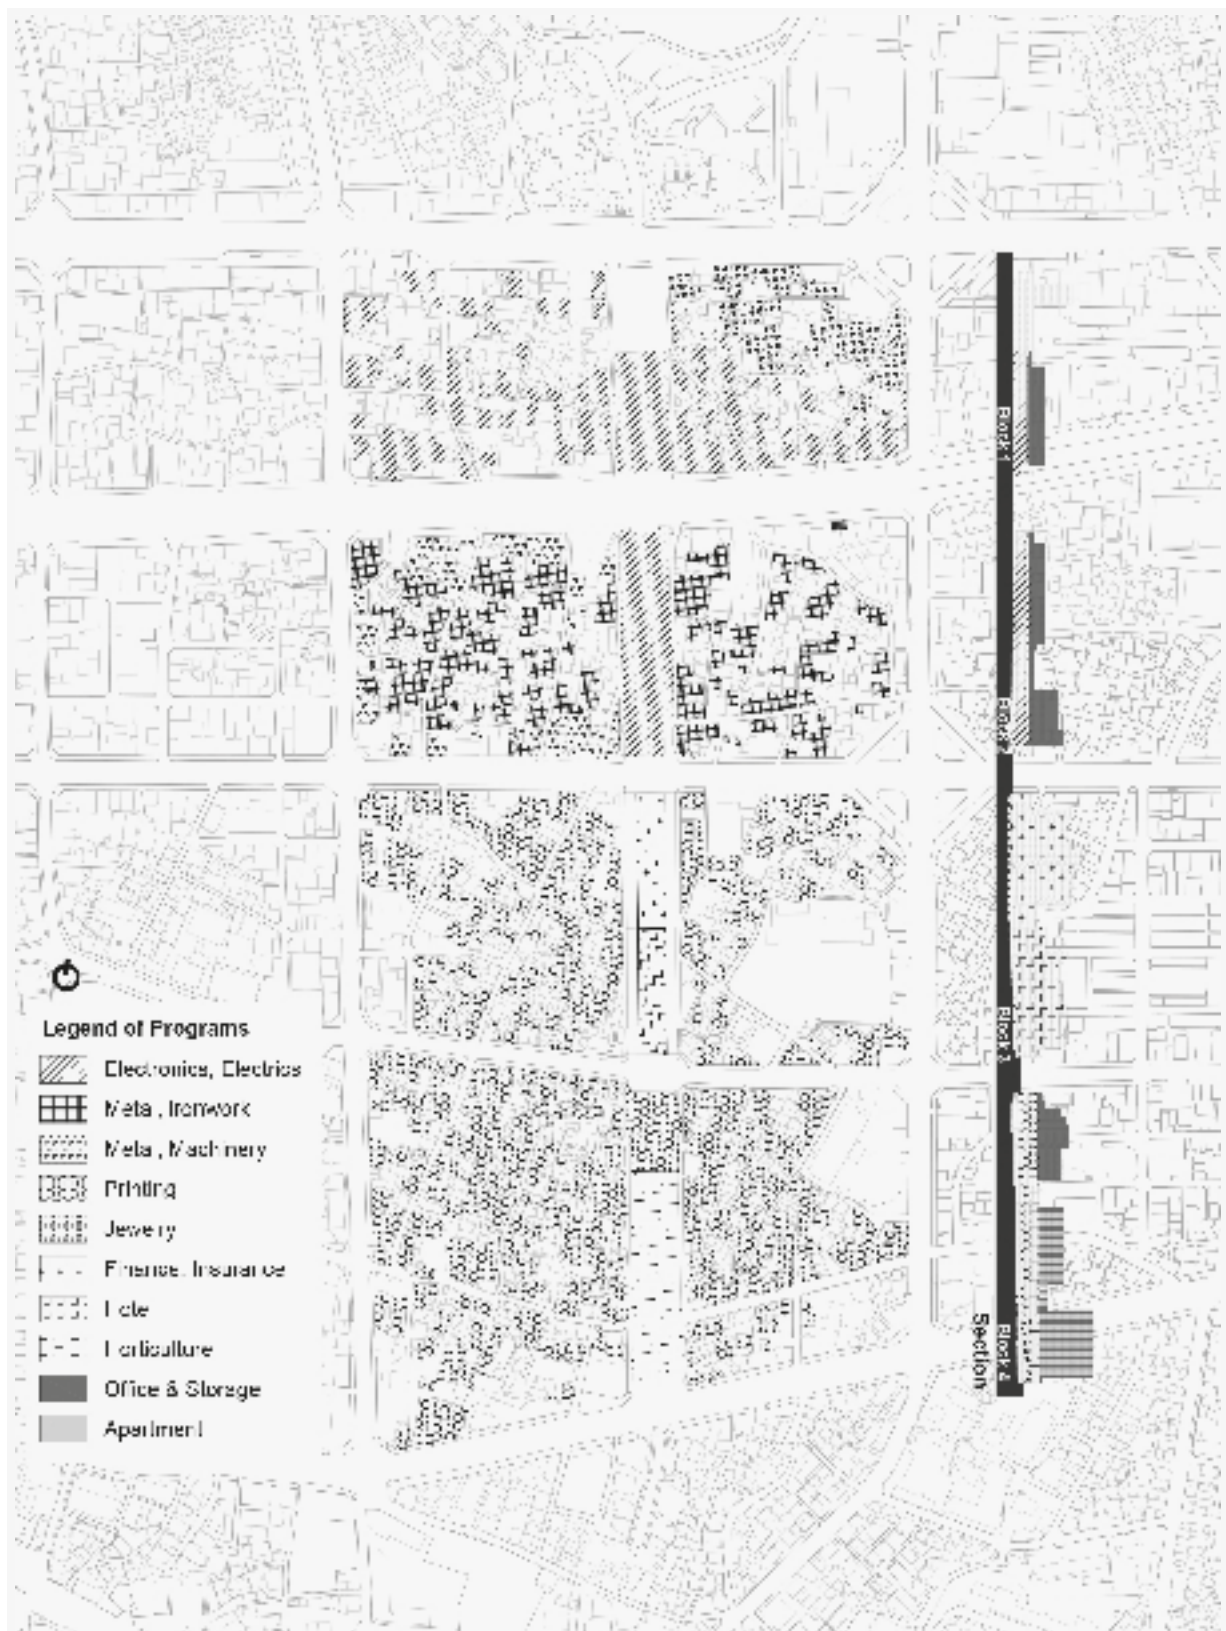 Block 1
Block 2
Block 3
Block 4
Section
Legend of Programs
Electronics, Electrics
Metal, Ironwork
Metal, Machinery
Printing
Jewelry
Finance, Insurance
Hotel
Horticulture
Office & Storage
Apartment